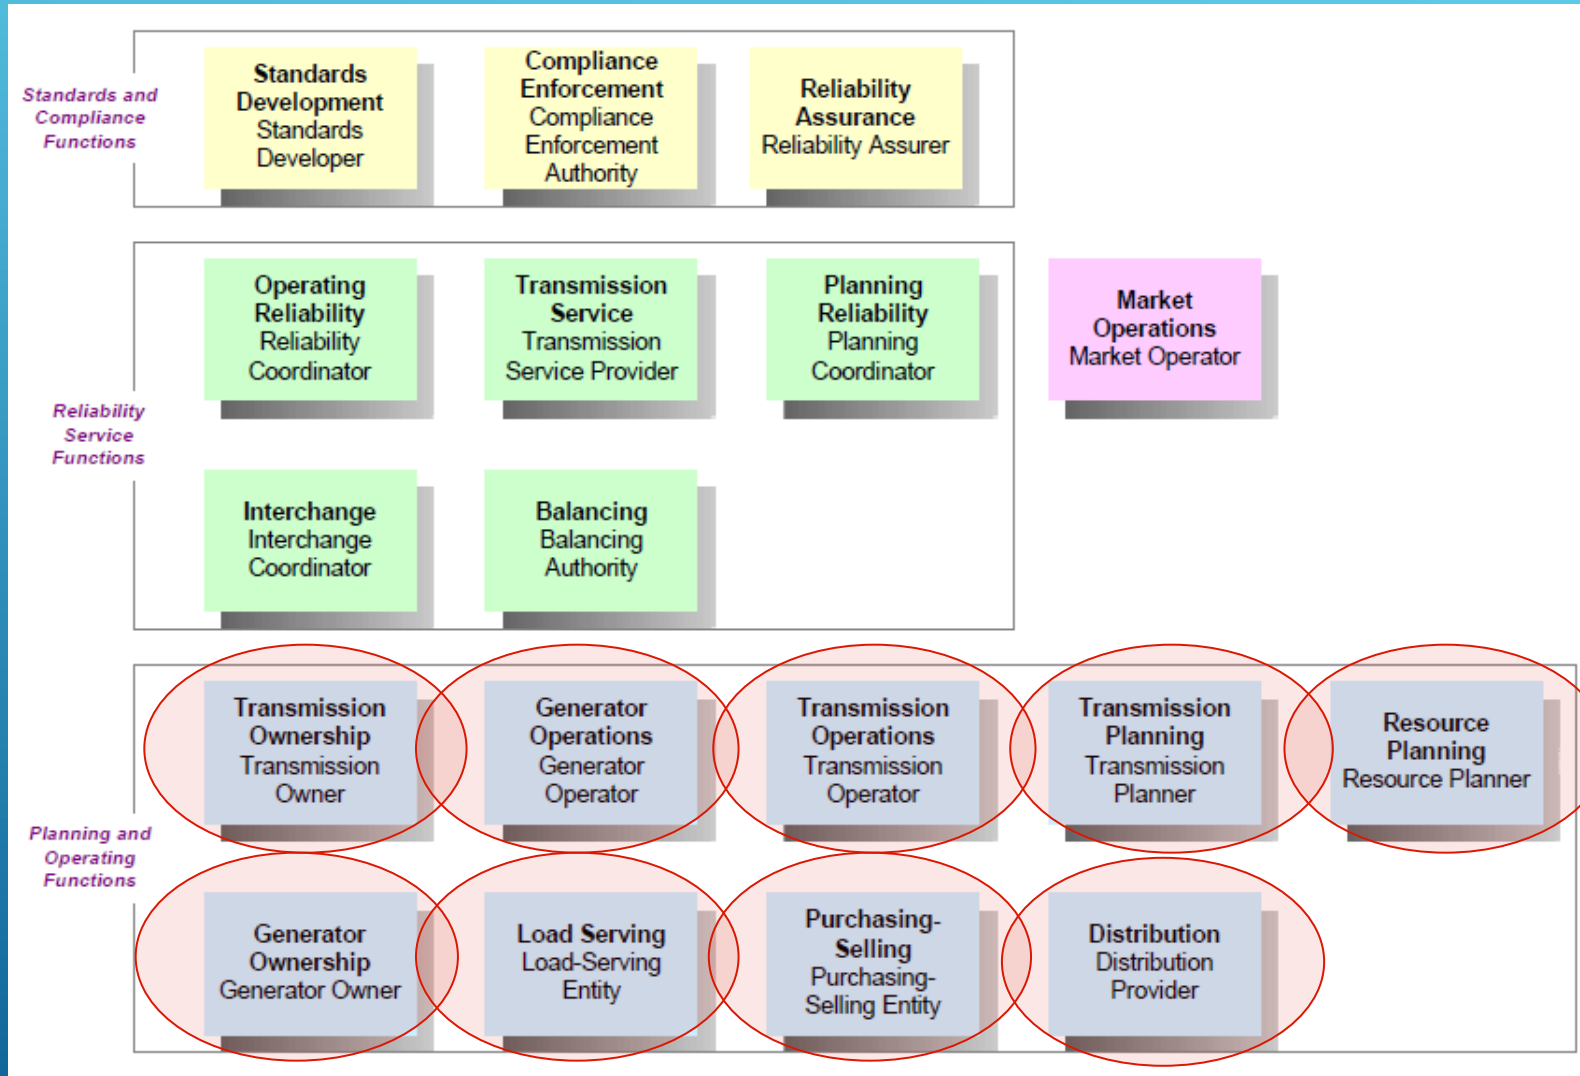 Standards and
Compliance
Functions
Standards
Development
Standards
Developer
Compliance
Enforcement
Compliance
Enforcement
Authority
Reliability
Assurance
Reliability Assurer
Reliability
Service
Functions
Operating
Reliability
Reliability
Coordinator
Transmission
Service
Transmission
Service Provider
Planning
Reliability
Planning
Coordinator
Market
Operations
Market Operator
Interchange
Interchange
Coordinator
Balancing
Balancing
Authority
Planning and
Operating
Functions
Transmission
Ownership
Transmission
Owner
Generator
Operations
Generator
Operator
Transmission
Operations
Transmission
Operator
Transmission
Planning
Transmission
Planner
Resource
Planning
Resource Planner
Generator
Ownership
Generator Owner
Load Serving
Load-Serving
Entity
Purchasing-
Selling
Purchasing-
Selling Entity
Distribution
Distribution
Provider